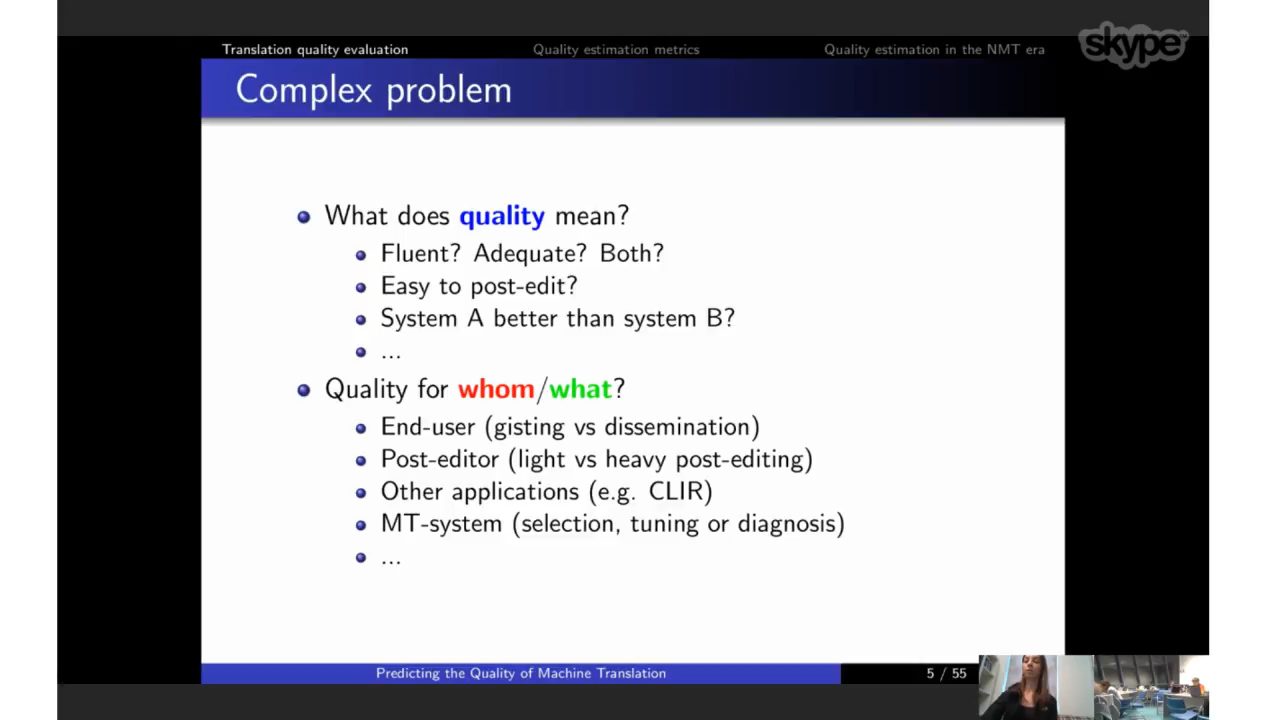 Translation quality evaluation
Quality estimation metrics
Quality estimation in the NMT era
skype™
Complex problem
What does quality mean?
Fluent? Adequate? Both?
Easy to post-edit?
System A better than system B?
...
Quality for whom/what?
End-user (gisting vs dissemination)
Post-editor (light vs heavy post-editing)
Other applications (e.g. CLIR)
MT-system (selection, tuning or diagnosis)
...
Predicting the Quality of Machine Translation
5 / 55